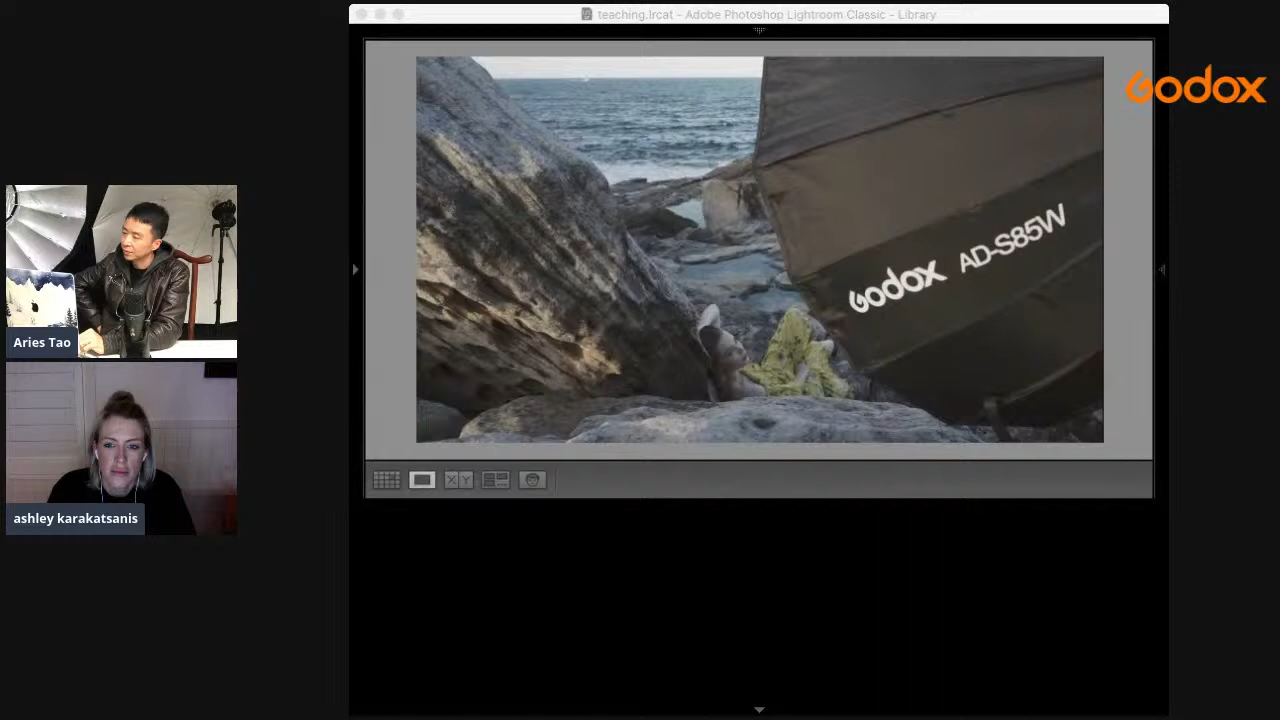 teaching.lrcat - Adobe Photoshop Lightroom Classic - Library
Godox
Godox AD-S85W
Aries Tao
X Y
ashley karakatsanis